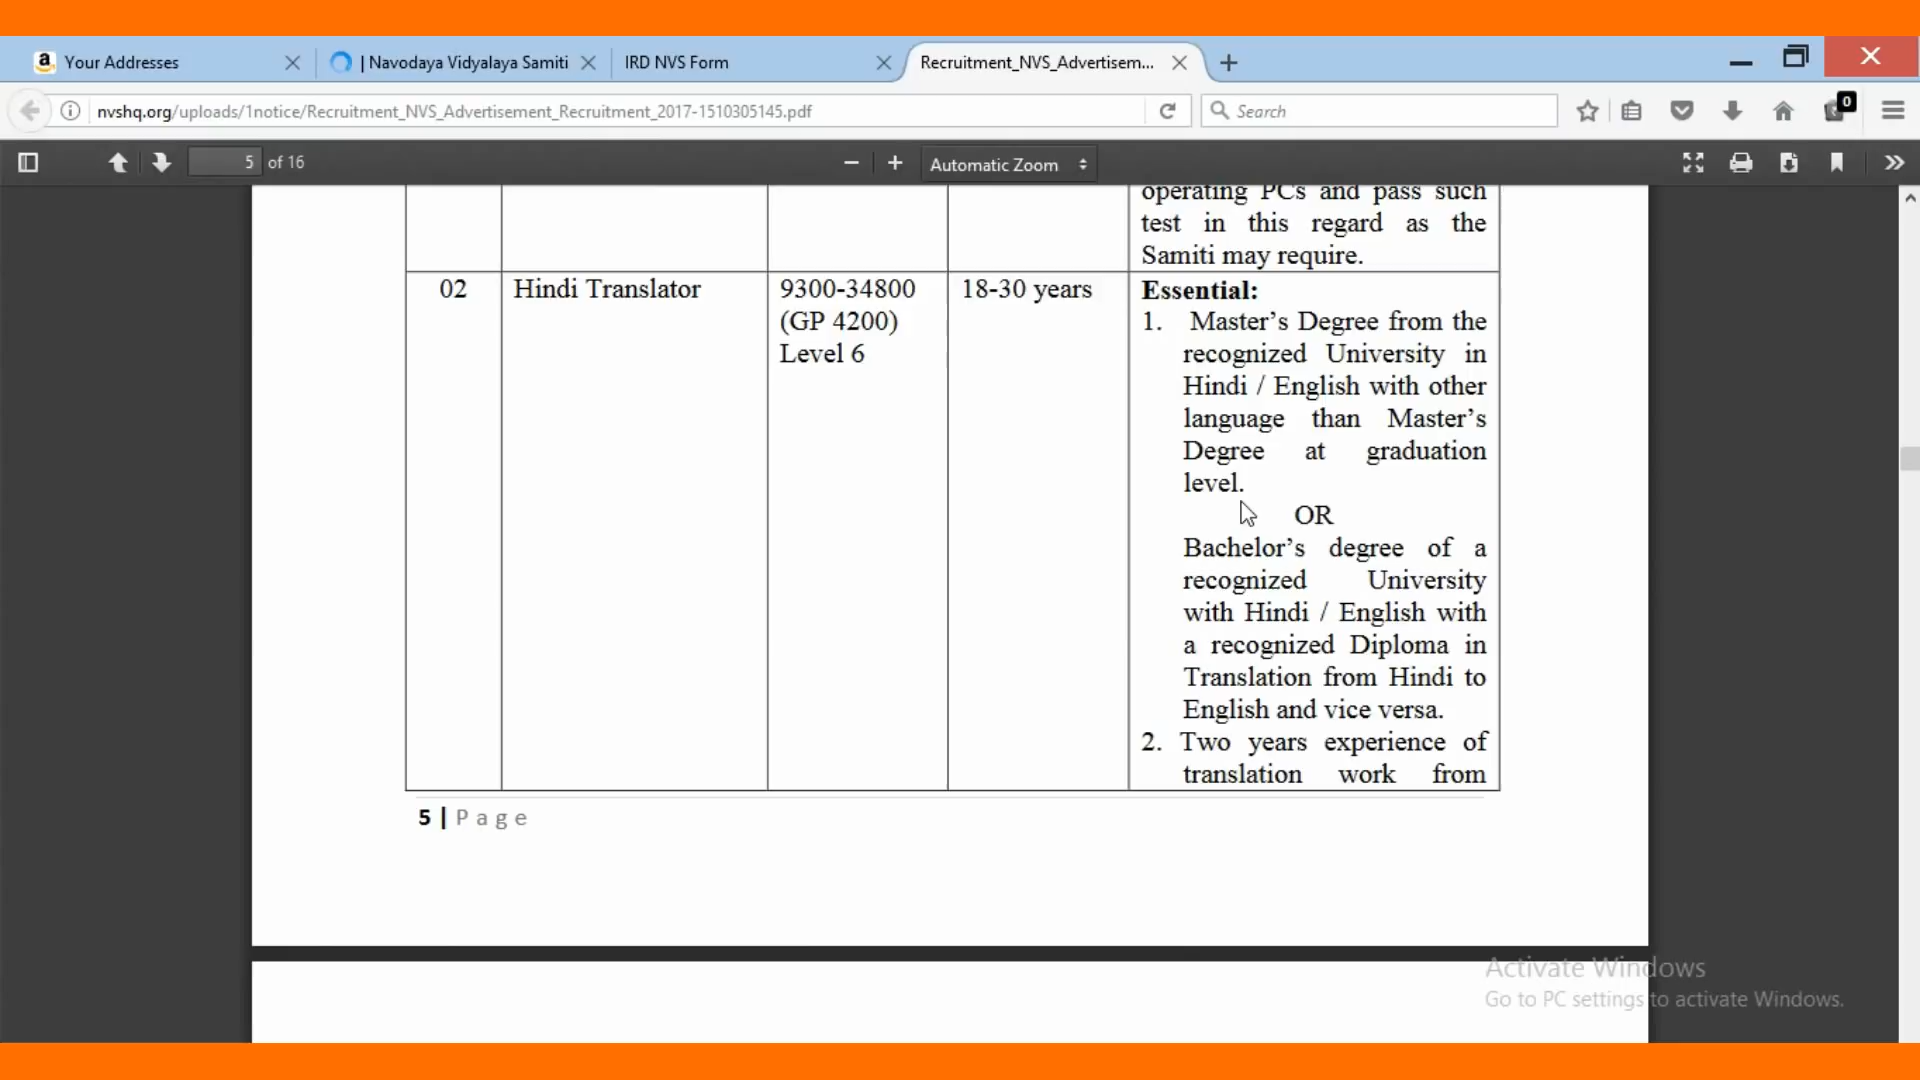 Your Addresses
| Navodaya Vidyalaya Samiti
IRD NVS Form
Recruitment_NVS_Advertisem...
nvshq.org/uploads/1notice/Recruitment_NVS_Advertisement_Recruitment_2017-1510305145.pdf
Search
0
5 of 16
Automatic Zoom
operating PCs and pass such
test in this regard as the
Samiti may require.
02
Hindi Translator
9300-34800
(GP 4200)
Level 6
18-30 years
Essential:
1. Master’s Degree from the
recognized University in
Hindi / English with other
language than Master’s
Degree at graduation
level.
OR
Bachelor’s degree of a
recognized University
with Hindi / English with
a recognized Diploma in
Translation from Hindi to
English and vice versa.
2. Two years experience of
translation work from
5 | Page
Activate Windows
Go to PC settings to activate Windows.